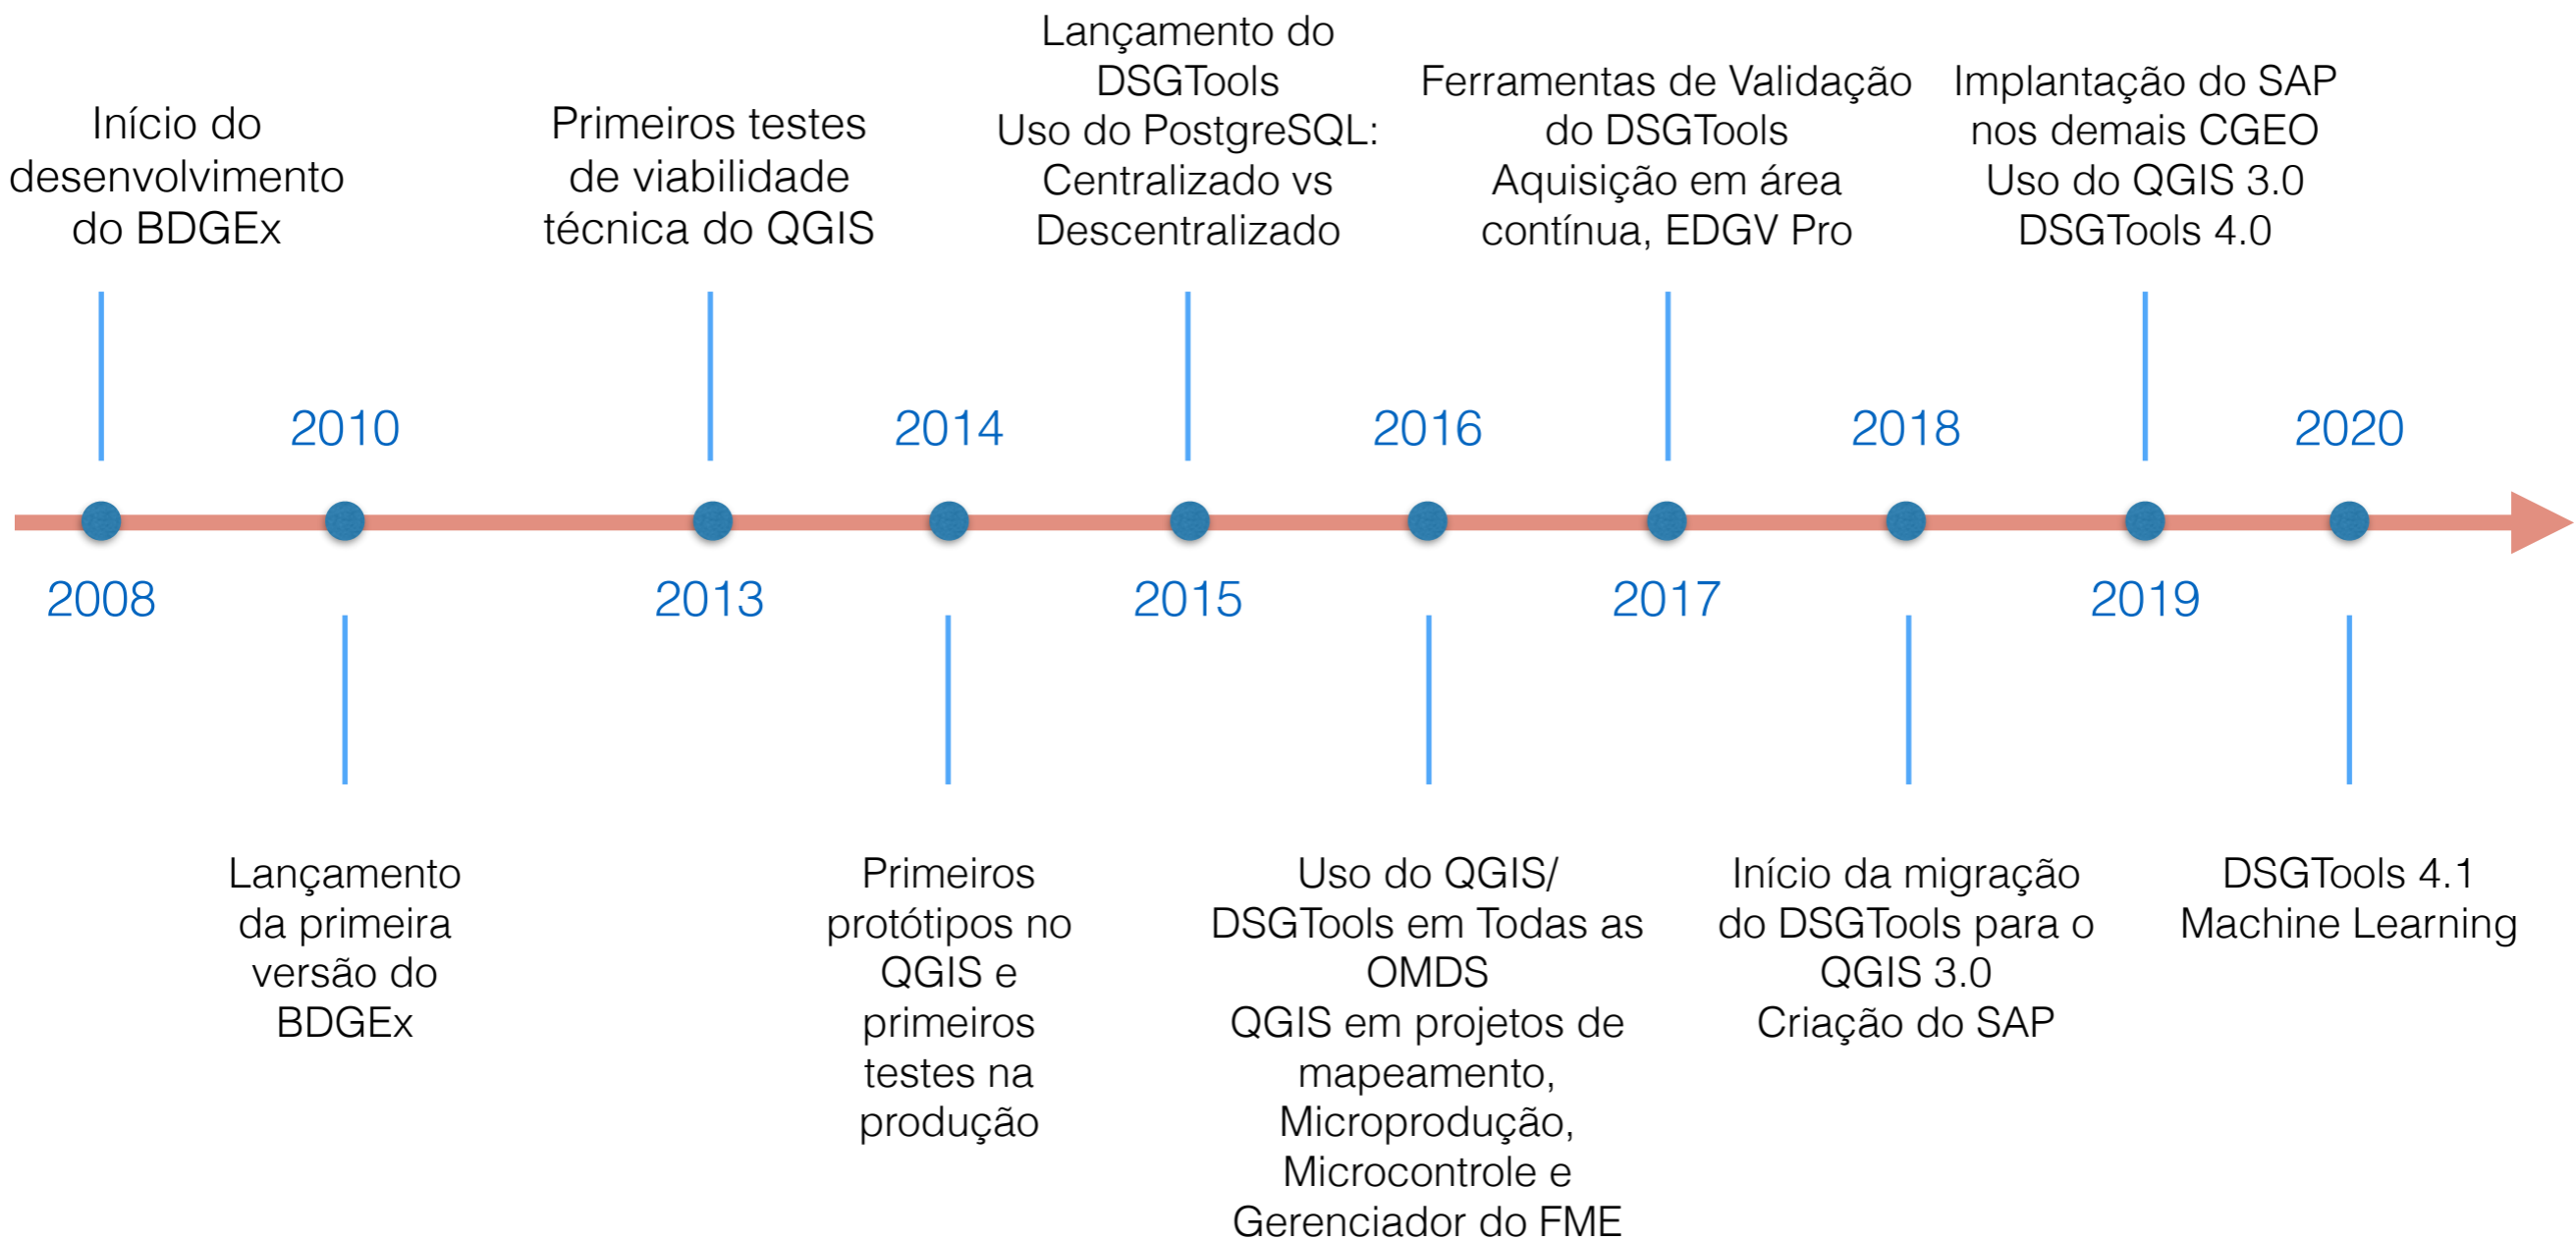 Início do
desenvolvimento
do BDGEx
Primeiros testes
de viabilidade
técnica do QGIS
Lançamento do
DSGTools
Uso do PostgreSQL:
Centralizado vs
Descentralizado
Ferramentas de Validação
do DSGTools
Aquisição em área
contínua, EDGV Pro
Implantação do SAP
nos demais CGEO
Uso do QGIS 3.0
DSGTools 4.0
2010
2014
2016
2018
2020
2008
2013
2015
2017
2019
Lançamento
da primeira
versão do
BDGEx
Primeiros
protótipos no
QGIS e
primeiros
testes na
produção
Uso do QGIS/
DSGTools em Todas as
OMDS
QGIS em projetos de
mapeamento,
Microprodução,
Microcontrole e
Gerenciador do FME
Início da migração
do DSGTools para o
QGIS 3.0
Criação do SAP
DSGTools 4.1
Machine Learning